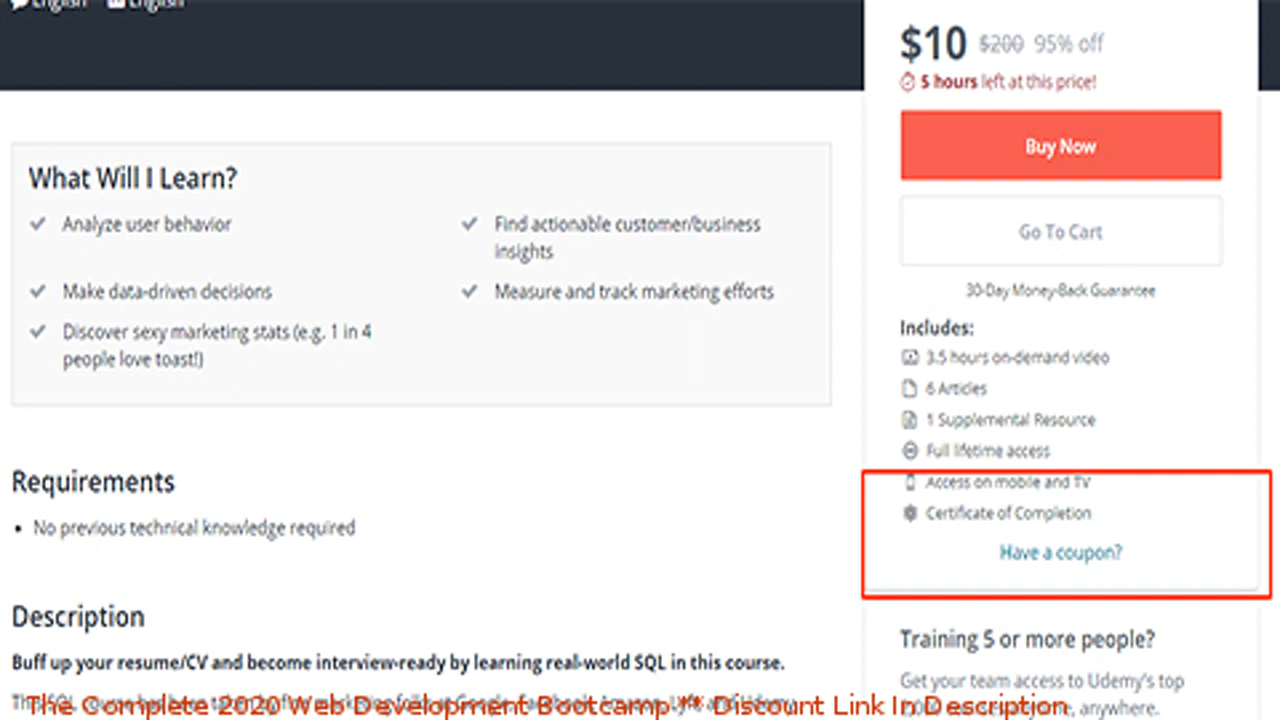 English English
$10 $200 95% off
5 hours left at this price!
Buy Now
Go To Cart
30-Day Money-Back Guarantee
Includes:
3.5 hours on-demand video
6 Articles
1 Supplemental Resource
Full lifetime access
Access on mobile and TV
Certificate of Completion
Have a coupon?
Training 5 or more people?
Get your team access to Udemy's top
anywhere.
What Will I Learn?
Analyze user behavior
Find actionable customer/business
insights
Make data-driven decisions
Measure and track marketing efforts
Discover sexy marketing stats (e.g. 1 in 4
people love toast!)
Requirements
• No previous technical knowledge required
Description
Buff up your resume/CV and become interview-ready by learning real-world SQL in this course.
The Complete 2020 Web Development Bootcamp ** Discount Link In Description